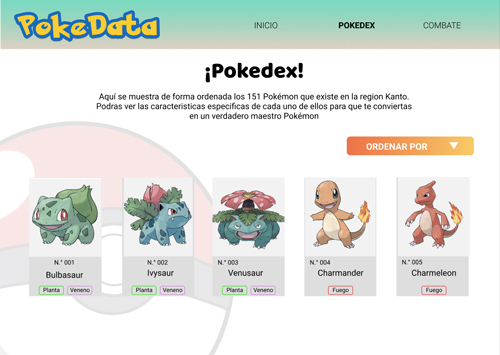 PokeData
INICIO POKEDEX COMBATE
¡Pokedex!
Aquí se muestra de forma ordenada los 151 Pokémon que existe en la region Kanto.
Podras ver las caracteristicas especificas de cada uno de ellos para que te conviertas
en un verdadero maestro Pokémon
ORDENAR POR
N.° 001
Bulbasaur
Planta Veneno
N.° 002
Ivysaur
Planta Veneno
N.° 003
Venusaur
Planta Veneno
N.° 004
Charmander
Fuego
N.° 005
Charmeleon
Fuego